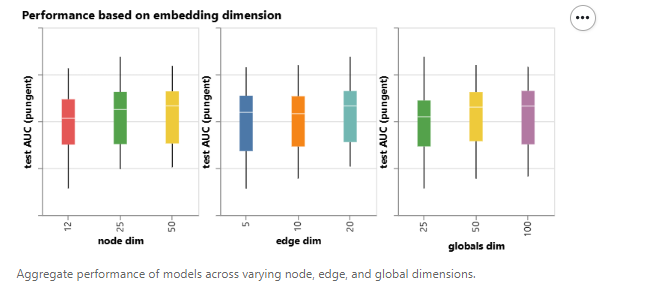 Performance based on embedding dimension
test AUC (pungent)
12
25
50
node dim
test AUC (pungent)
5
10
20
edge dim
test AUC (pungent)
25
50
100
globals dim
Aggregate performance of models across varying node, edge, and global dimensions.